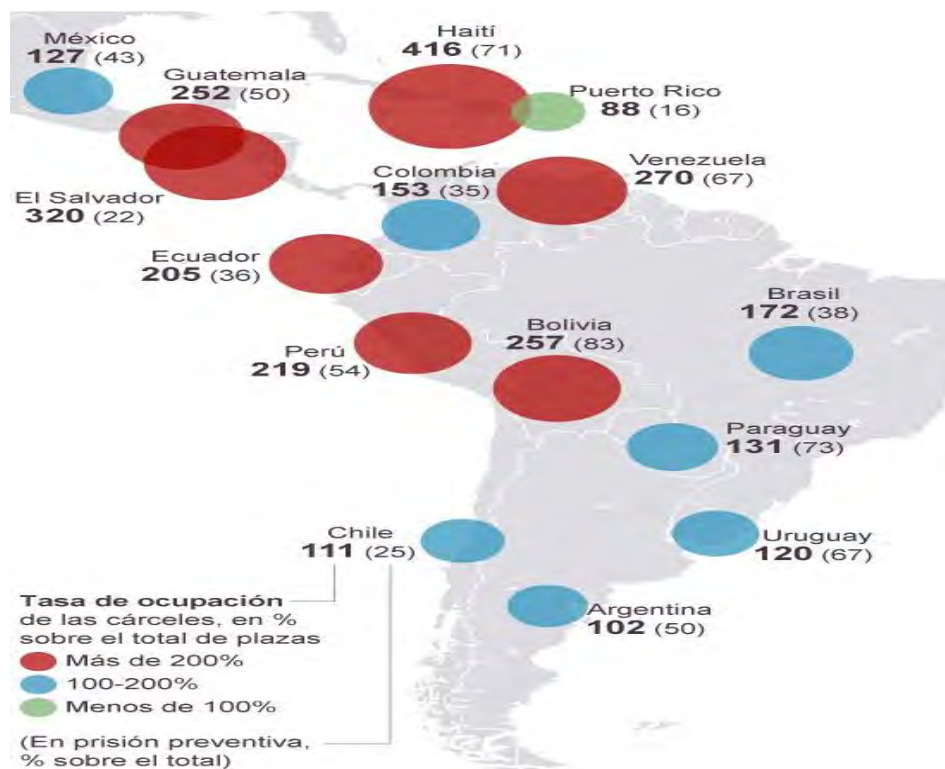 México
127 (43)
Haití
416 (71)
Guatemala
252 (50)
Puerto Rico
88 (16)
Colombia
153 (35)
Venezuela
270 (67)
El Salvador
320 (22)
Ecuador
205 (36)
Brasil
172 (38)
Bolivia
257 (83)
Perú
219 (54)
Paraguay
131 (73)
Chile
111 (25)
Uruguay
120 (67)
Argentina
102 (50)
Tasa de ocupación
de las cárceles, en %
sobre el total de plazas
Más de 200%
100-200%
Menos de 100%
(En prisión preventiva,
% sobre el total)